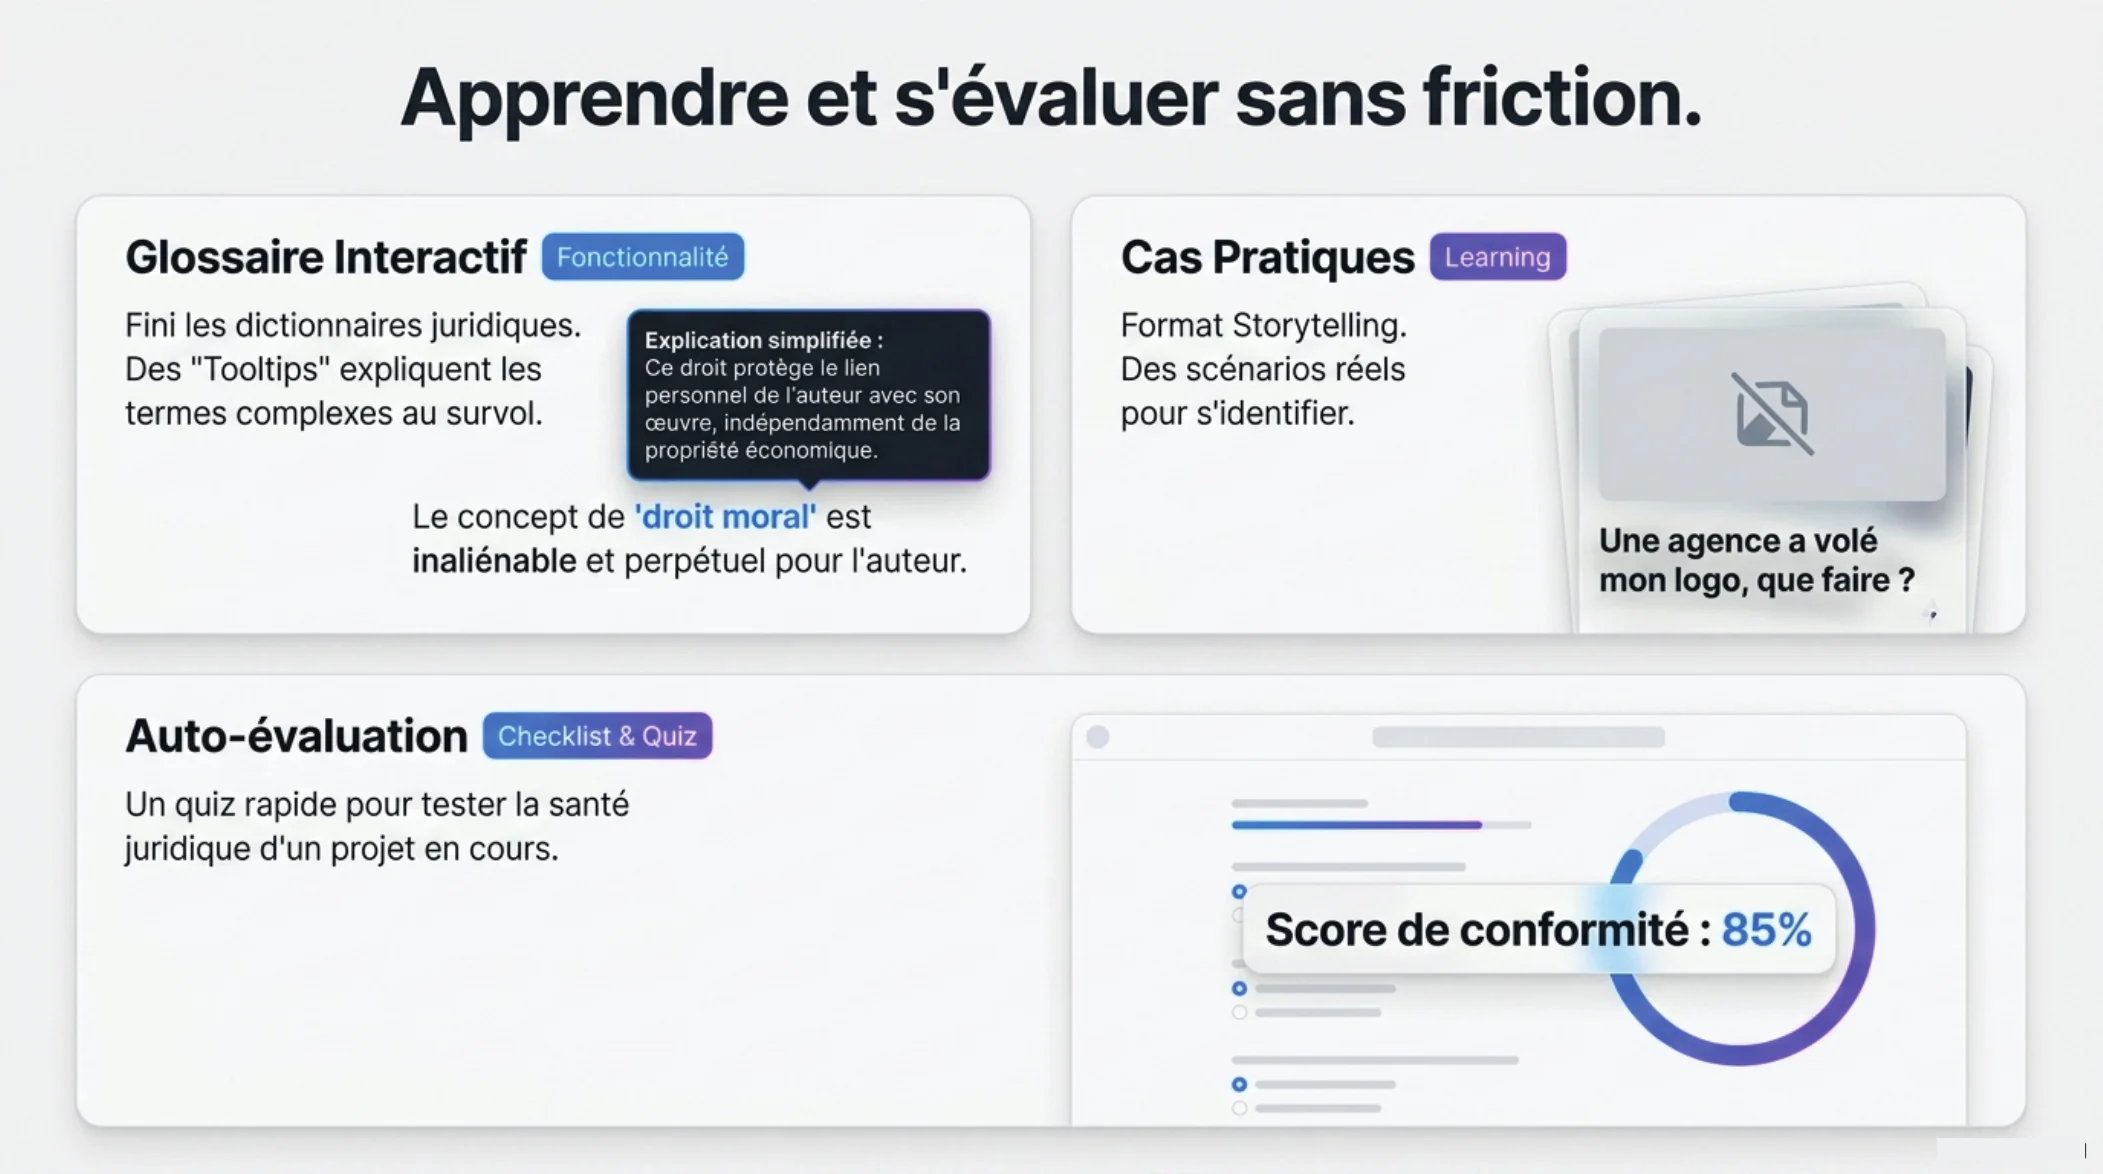 Apprendre et s'évaluer sans friction.
Glossaire Interactif
Fonctionnalité
Fini les dictionnaires juridiques.
Des "Tooltips" expliquent les
termes complexes au survol.
Explication simplifiée :
Ce droit protège le lien
personnel de l'auteur avec son
œuvre, indépendamment de la
propriété économique.
Le concept de 'droit moral' est
inaliénable et perpétuel pour l'auteur.
Cas Pratiques
Learning
Format Storytelling.
Des scénarios réels
pour s'identifier.
Une agence a volé
mon logo, que faire ?
Auto-évaluation
Checklist & Quiz
Un quiz rapide pour tester la santé
juridique d'un projet en cours.
Score de conformité : 85%